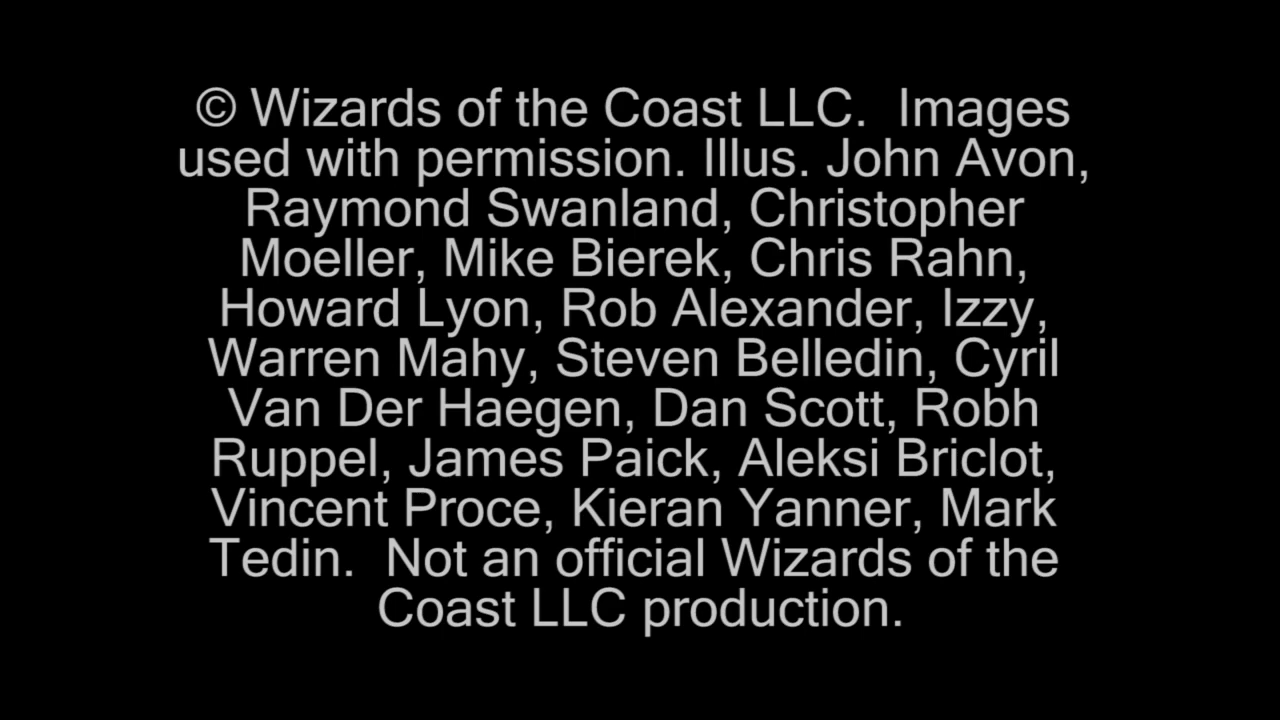 © Wizards of the Coast LLC.  Images
used with permission. Illus. John Avon,
Raymond Swanland, Christopher
Moeller, Mike Bierek, Chris Rahn,
Howard Lyon, Rob Alexander, Izzy,
Warren Mahy, Steven Belledin, Cyril
Van Der Haegen, Dan Scott, Robh
Ruppel, James Paick, Aleksi Briclot,
Vincent Proce, Kieran Yanner, Mark
Tedin.  Not an official Wizards of the
Coast LLC production.